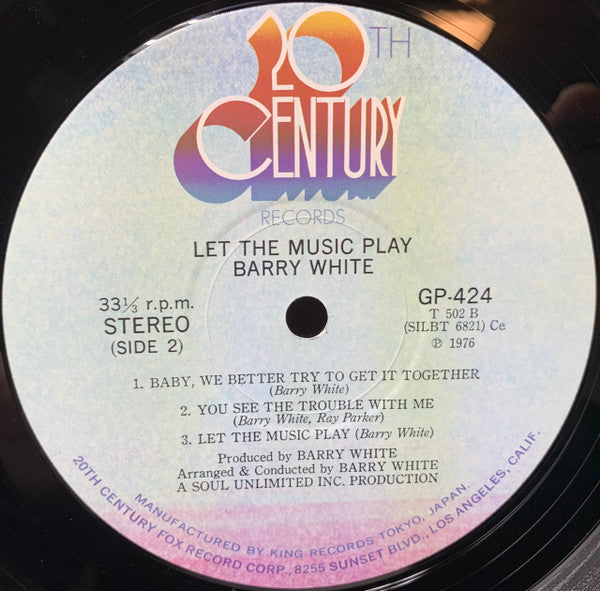 20TH
CENTURY
RECORDS
LET THE MUSIC PLAY
BARRY WHITE
33⅓ r.p.m.
STEREO
(SIDE 2)
GP-424
T 502 B
(SILBT 6821) Ce
℗ 1976
1. BABY, WE BETTER TRY TO GET IT TOGETHER
(Barry White)
2. YOU SEE THE TROUBLE WITH ME
(Barry White, Ray Parker)
3. LET THE MUSIC PLAY (Barry White)
Produced by BARRY WHITE
Arranged & Conducted by BARRY WHITE
A SOUL UNLIMITED INC. PRODUCTION
MANUFACTURED BY KING RECORDS TOKYO, JAPAN.
20TH CENTURY FOX RECORD CORP., 8255 SUNSET BLVD., LOS ANGELES, CALIF.